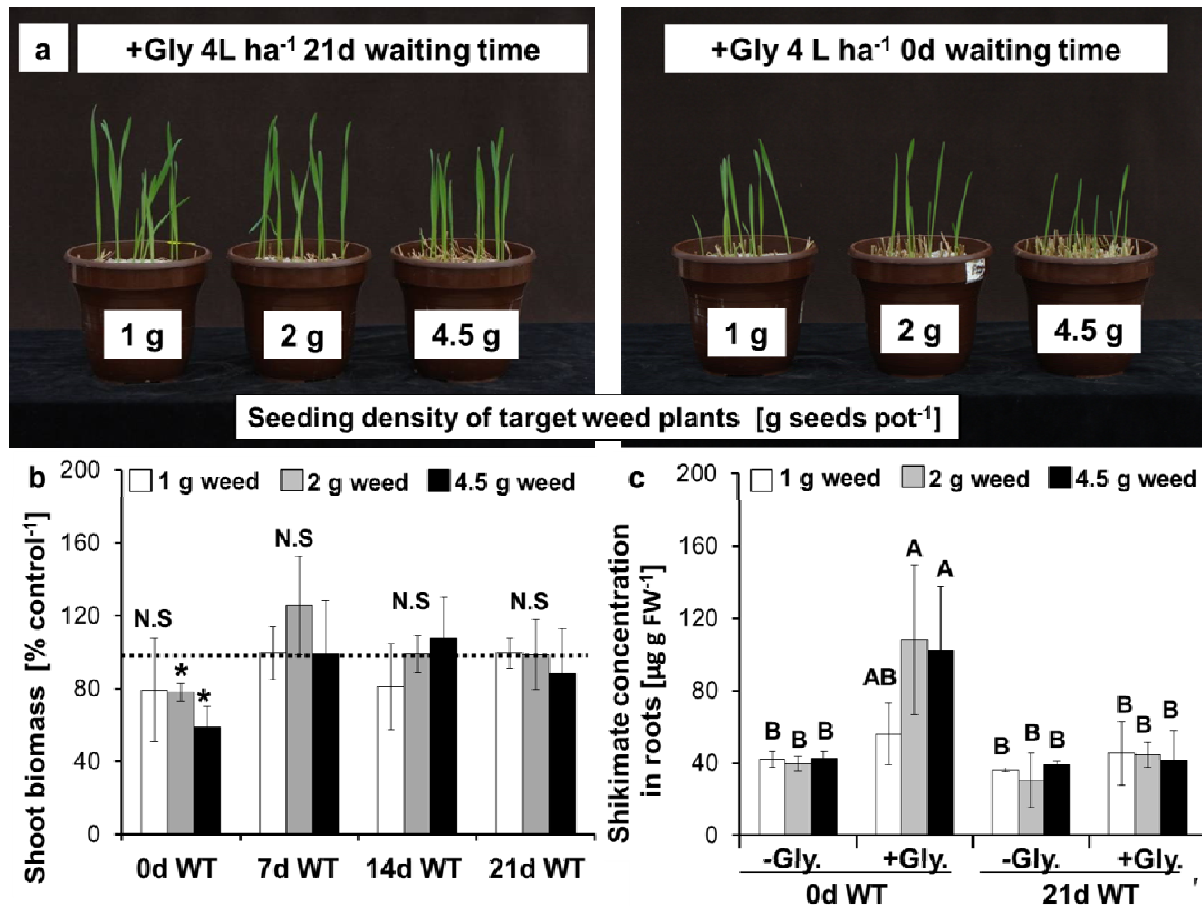 a
+Gly 4L ha⁻¹ 21d waiting time
+Gly 4 L ha⁻¹ 0d waiting time
1 g
2 g
4.5 g
1 g
2 g
4.5 g
Seeding density of target weed plants [g seeds pot⁻¹]
b
200
160
120
80
40
0
Shoot biomass [% control⁻¹]
1 g weed
2 g weed
4.5 g weed
N.S
*
*
N.S
N.S
N.S
0d WT
7d WT
14d WT
21d WT
c
200
160
120
80
40
0
Shikimate concentration
in roots [µg g FW⁻¹]
1 g weed
2 g weed
4.5 g weed
B
B
B
AB
A
A
B
B
B
B
B
B
-Gly.
+Gly.
-Gly.
+Gly.
0d WT
21d WT